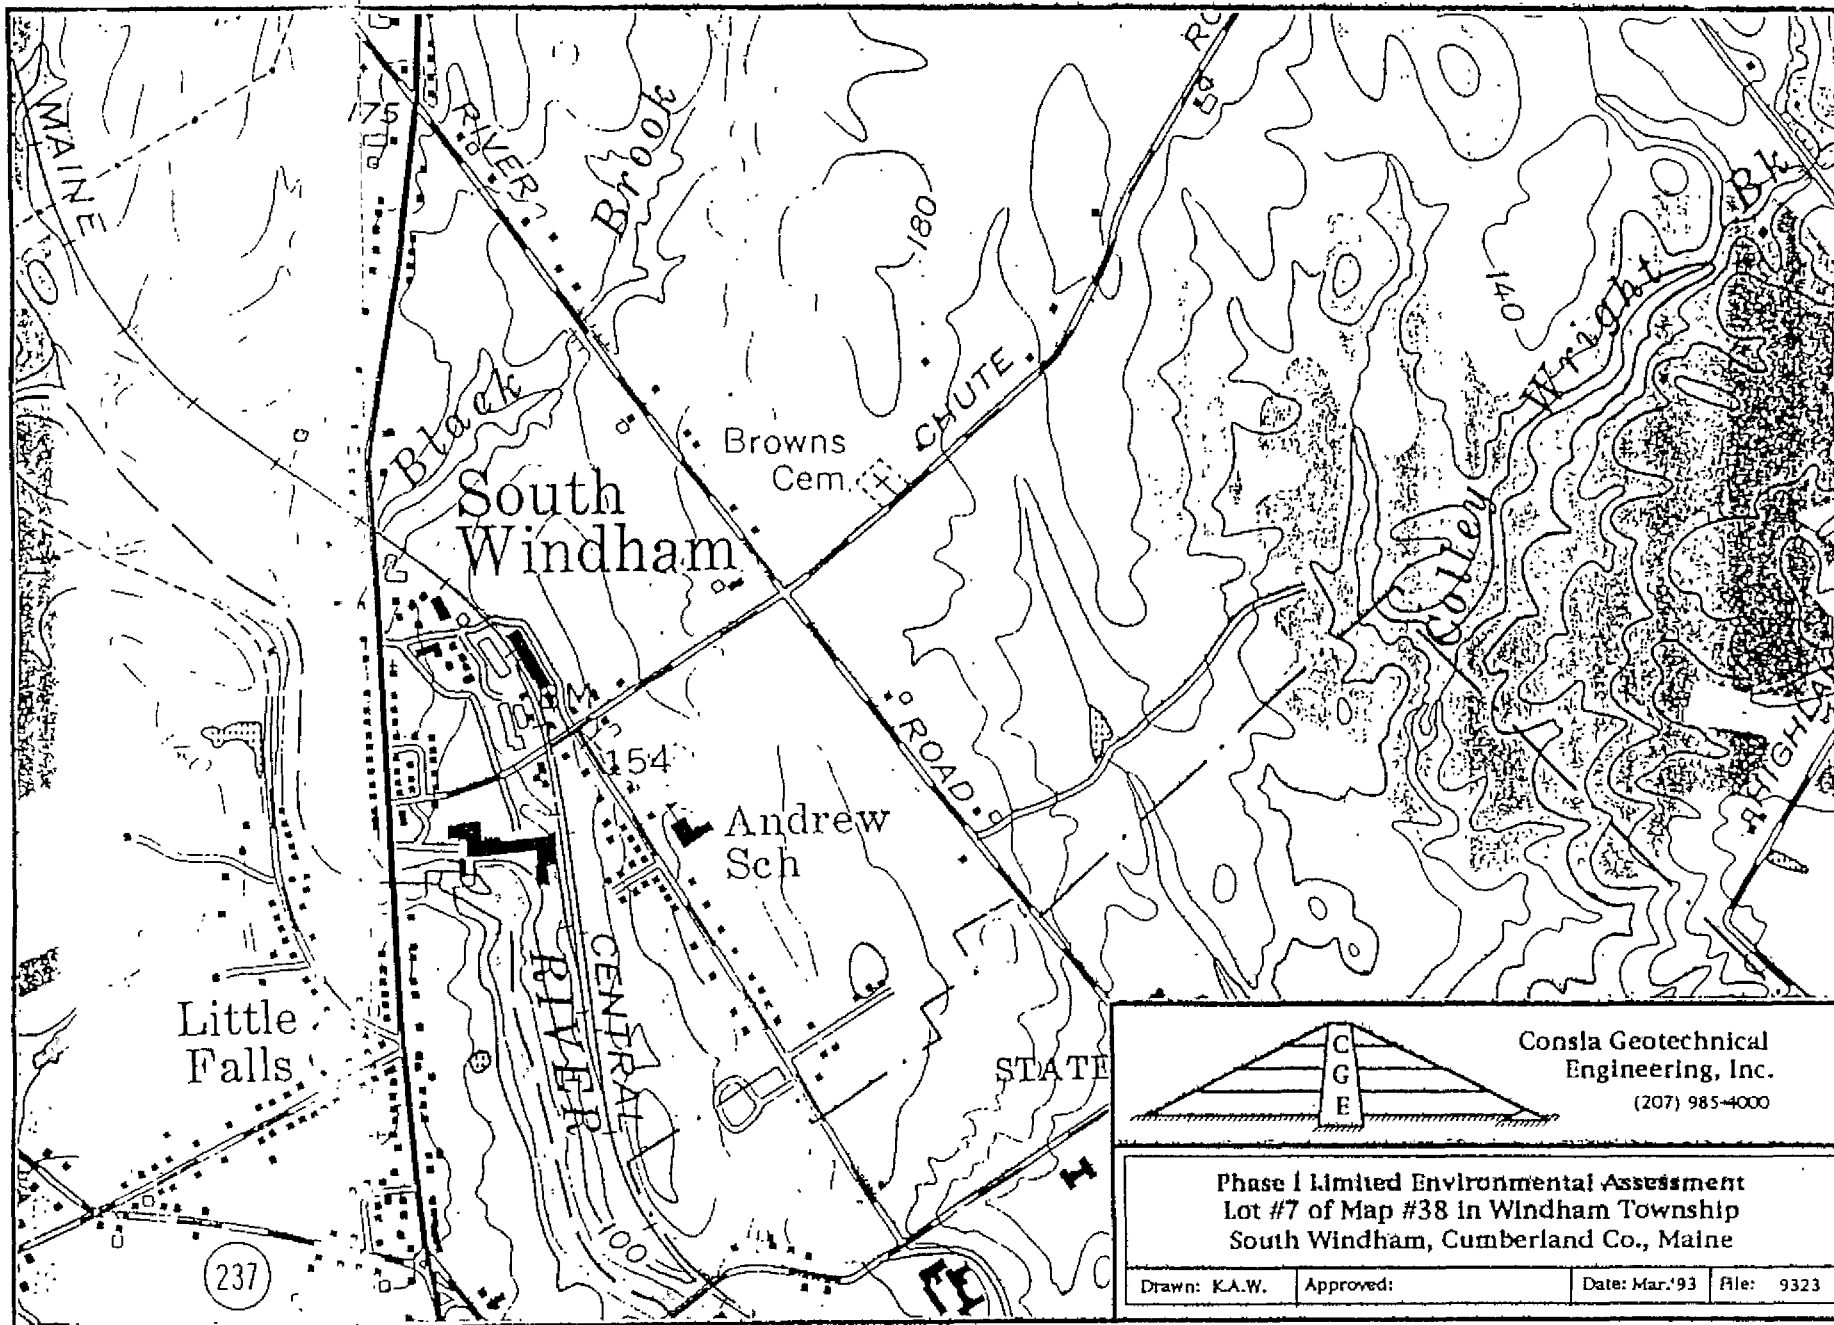 MAINE
175
RIVER
Brook
180
140
Bk
Wright
Colley
CHUTE
Black
Browns
Cem.
South
Windham
ROAD
154
Andrew
Sch
CENTRAL
RIVER
Little
Falls
STATE
100
237
C
G
E
Consla Geotechnical
Engineering, Inc.
(207) 985-4000
Phase I Limited Environmental Assessment
Lot #7 of Map #38 in Windham Township
South Windham, Cumberland Co., Maine
Drawn: K.A.W.
Approved:
Date: Mar.'93
File: 9323